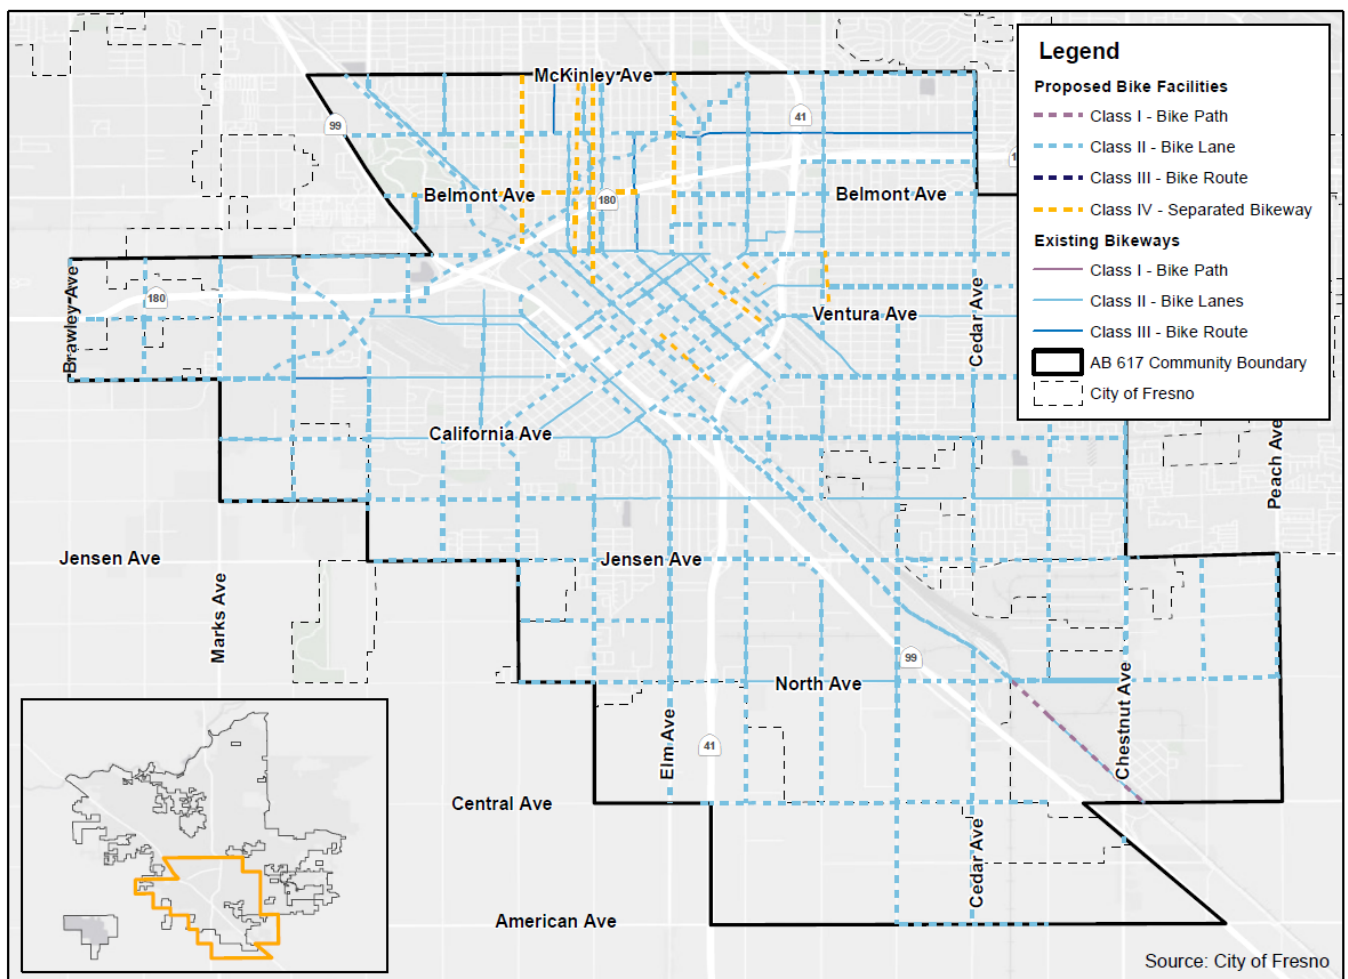 Legend
Proposed Bike Facilities
Class I - Bike Path
Class II - Bike Lane
Class III - Bike Route
Class IV - Separated Bikeway
Existing Bikeways
Class I - Bike Path
Class II - Bike Lanes
Class III - Bike Route
AB 617 Community Boundary
City of Fresno
McKinley Ave
99
41
Belmont Ave
180
Belmont Ave
Brawley Ave
180
Ventura Ave
Cedar Ave
California Ave
Peach Ave
Jensen Ave
Jensen Ave
Marks Ave
99
North Ave
Elm Ave
41
Chestnut Ave
Central Ave
Cedar Ave
American Ave
Source: City of Fresno